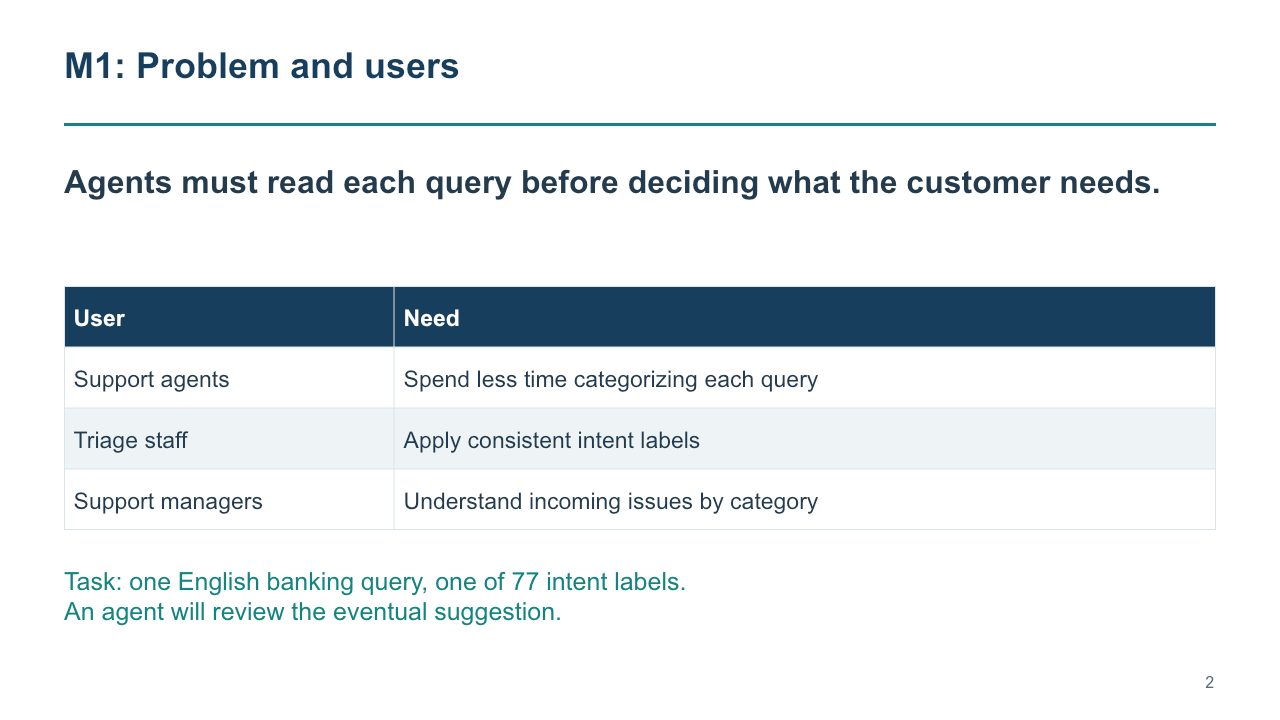 M1: Problem and users
Agents must read each query before deciding what the customer needs.
User Need
Support agents Spend less time categorizing each query
Triage staff Apply consistent intent labels
Support managers Understand incoming issues by category
Task: one English banking query, one of 77 intent labels.
An agent will review the eventual suggestion.
2